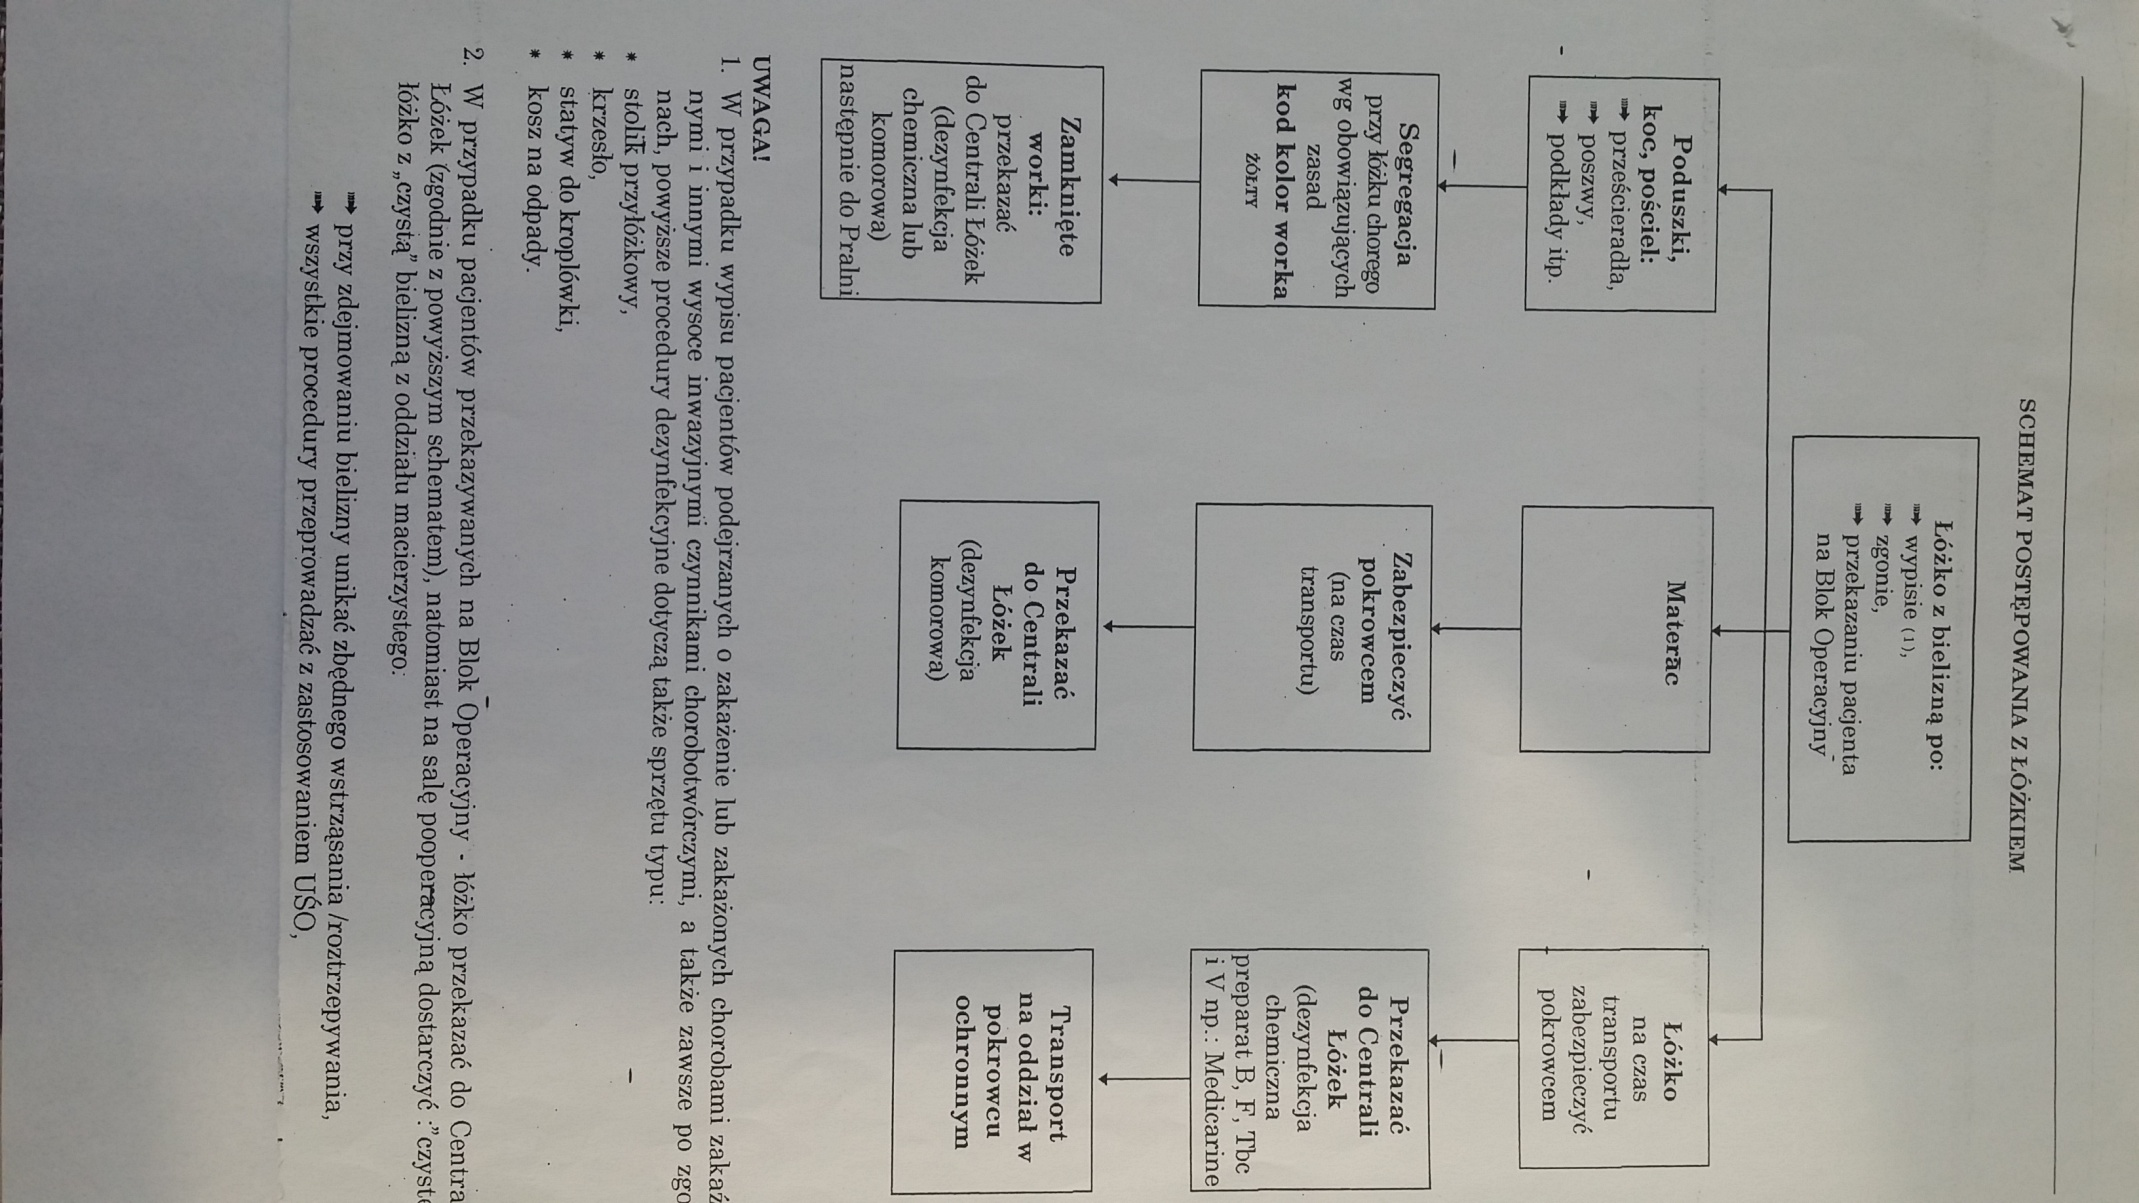 SCHEMAT POSTĘPOWANIA Z ŁÓŻKIEM
Łóżko z bielizną po:
➠ wypisie (1),
➠ zgonie,
➠ przekazaniu pacjenta
na Blok Operacyjny
Poduszki,
koc, pościel:
➠ prześcieradła,
➠ poszwy,
➠ podkłady itp.
Materac
Łóżko
na czas
transportu
zabezpieczyć
pokrowcem
Segregacja
przy łóżku chorego
wg obowiązujących
zasad
kod kolor worka
ŻÓŁTY
Zabezpieczyć
pokrowcem
(na czas
transportu)
Przekazać
do Centrali
Łóżek
(dezynfekcja
chemiczna
preparat B, F, Tbc
i V np.: Medicarine
Zamknięte
worki:
przekazać
do Centrali Łóżek
(dezynfekcja
chemiczna lub
komorowa)
następnie do Pralni
Przekazać
do Centrali
Łóżek
(dezynfekcja
komorowa)
Transport
na oddział w
pokrowcu
ochronnym
UWAGA!
1. W przypadku wypisu pacjentów podejrzanych o zakażenie lub zakażonych chorobami zakaź
nymi i innymi wysoce inwazyjnymi czynnikami chorobotwórczymi, a także zawsze po zgo
nach, powyższe procedury dezynfekcyjne dotyczą także sprzętu typu:
* stolik przyłóżkowy,
* krzesło,
* statyw do kroplówki,
* kosz na odpady.
2. W przypadku pacjentów przekazywanych na Blok Operacyjny - łóżko przekazać do Centra
Łóżek (zgodnie z powyższym schematem), natomiast na salę pooperacyjną dostarczyć :"czyste
łóżko z „czystą" bielizną z oddziału macierzystego:
➠ przy zdejmowaniu bielizny unikać zbędnego wstrząsania /roztrzepywania,
➠ wszystkie procedury przeprowadzać z zastosowaniem UŚO,